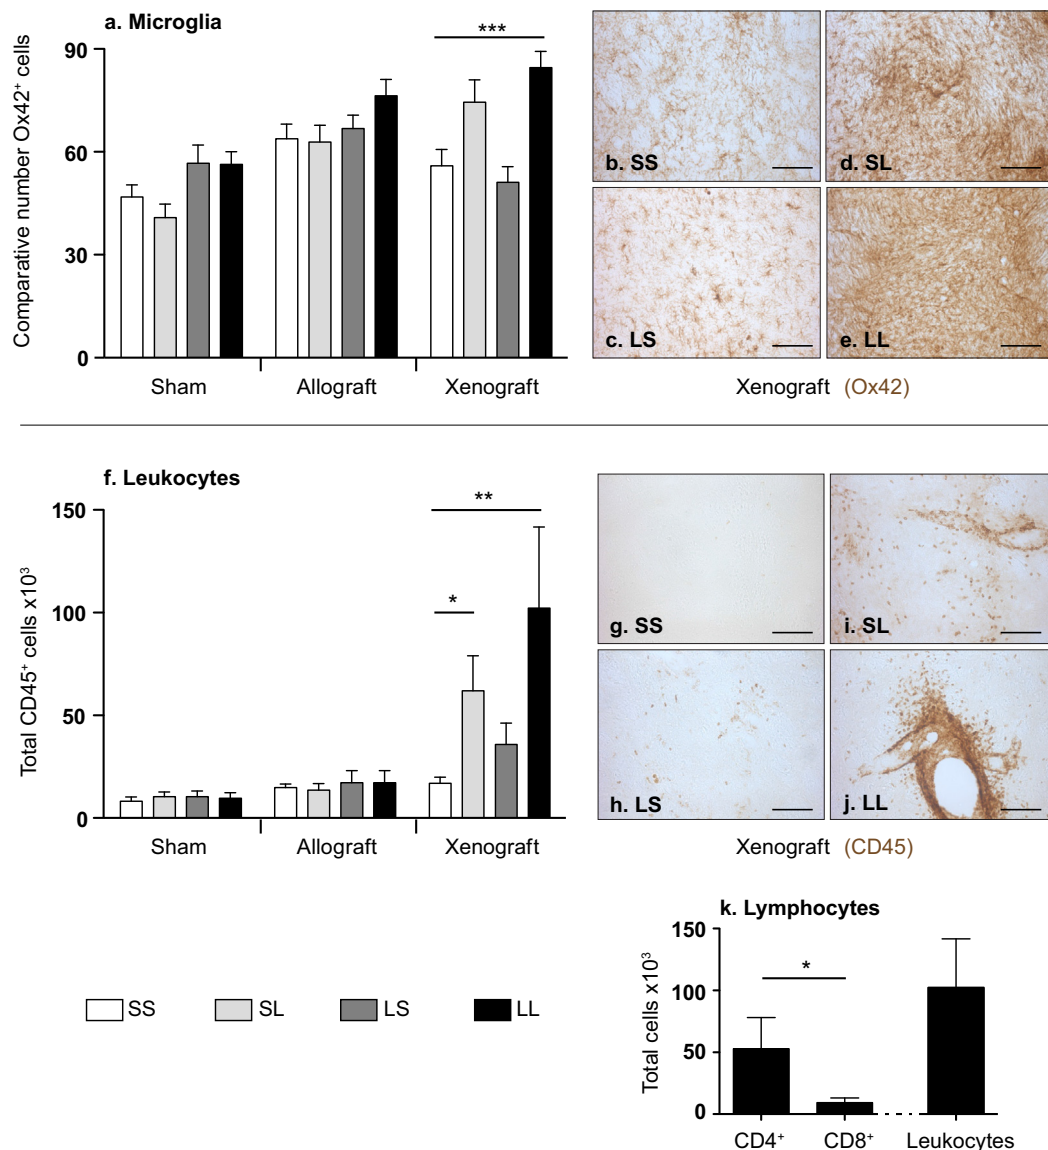 a. Microglia
Comparative number Ox42⁺ cells
90
60
30
0
***
Sham
Allograft
Xenograft
b. SS
d. SL
c. LS
e. LL
Xenograft (Ox42)
f. Leukocytes
Total CD45⁺ cells x10³
150
100
50
0
*
**
Sham
Allograft
Xenograft
g. SS
i. SL
h. LS
j. LL
Xenograft (CD45)
SS
SL
LS
LL
k. Lymphocytes
Total cells x10³
150
100
50
0
*
CD4⁺
CD8⁺
Leukocytes